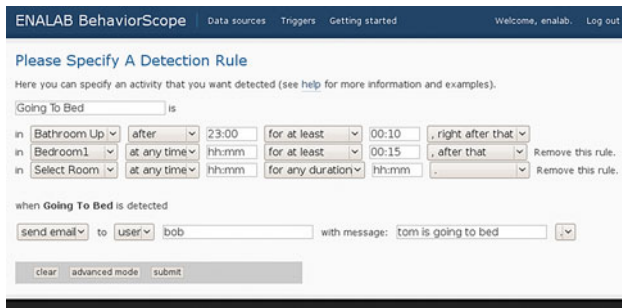 ENALAB BehaviorScope Data sources Triggers Getting started Welcome, enalab. Log out
Please Specify A Detection Rule
Here you can specify an activity that you want detected (see help for more information and examples).
Going To Bed is
in Bathroom Up after 23:00 for at least 00:10 , right after that
in Bedroom1 at any time hh:mm for at least 00:15 , after that Remove this rule.
in Select Room at any time hh:mm for any duration hh:mm . Remove this rule.
when Going To Bed is detected
send email to user bob with message: tom is going to bed .
clear advanced mode submit